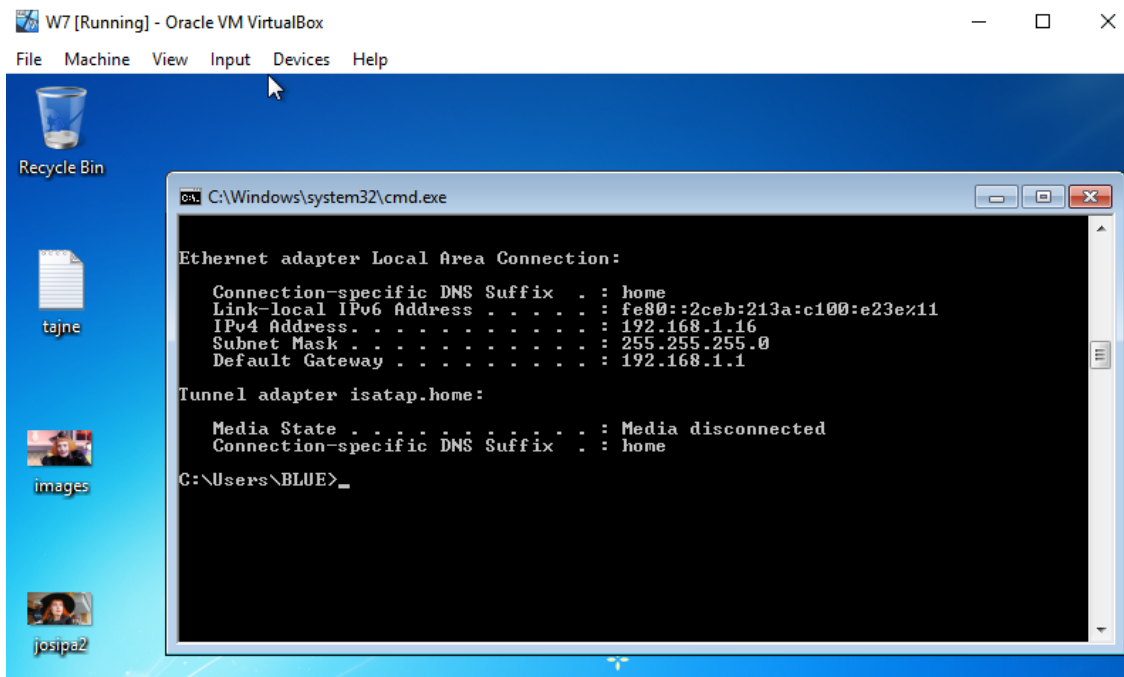 W7 [Running] - Oracle VM VirtualBox
File Machine View Input Devices Help
Recycle Bin
C:\Windows\system32\cmd.exe
Ethernet adapter Local Area Connection:
Connection-specific DNS Suffix . : home
Link-local IPv6 Address . . . . . : fe80::2ceb:213a:c100:e23e%11
IPv4 Address. . . . . . . . . . . : 192.168.1.16
Subnet Mask . . . . . . . . . . . : 255.255.255.0
Default Gateway . . . . . . . . . : 192.168.1.1
Tunnel adapter isatap.home:
Media State . . . . . . . . . . . : Media disconnected
Connection-specific DNS Suffix . : home
C:\Users\BLUE>_
tajne
images
josipa2